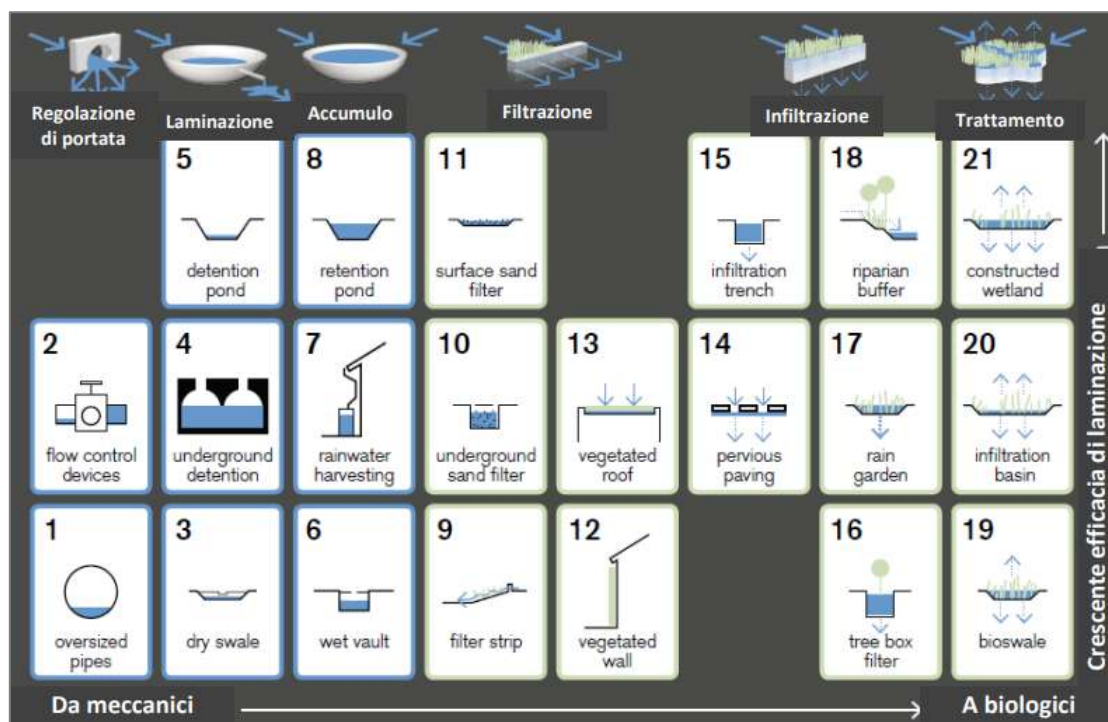 Regolazione
di portata
Laminazione
Accumulo
Filtrazione
Infiltrazione
Trattamento
5
detention
pond
8
retention
pond
11
surface sand
filter
15
infiltration
trench
18
riparian
buffer
21
constructed
wetland
2
flow control
devices
4
underground
detention
7
rainwater
harvesting
10
underground
sand filter
13
vegetated
roof
14
pervious
paving
17
rain
garden
20
infiltration
basin
1
oversized
pipes
3
dry swale
6
wet vault
9
filter strip
12
vegetated
wall
16
tree box
filter
19
bioswale
Crescente efficacia di laminazione
Da meccanici
A biologici